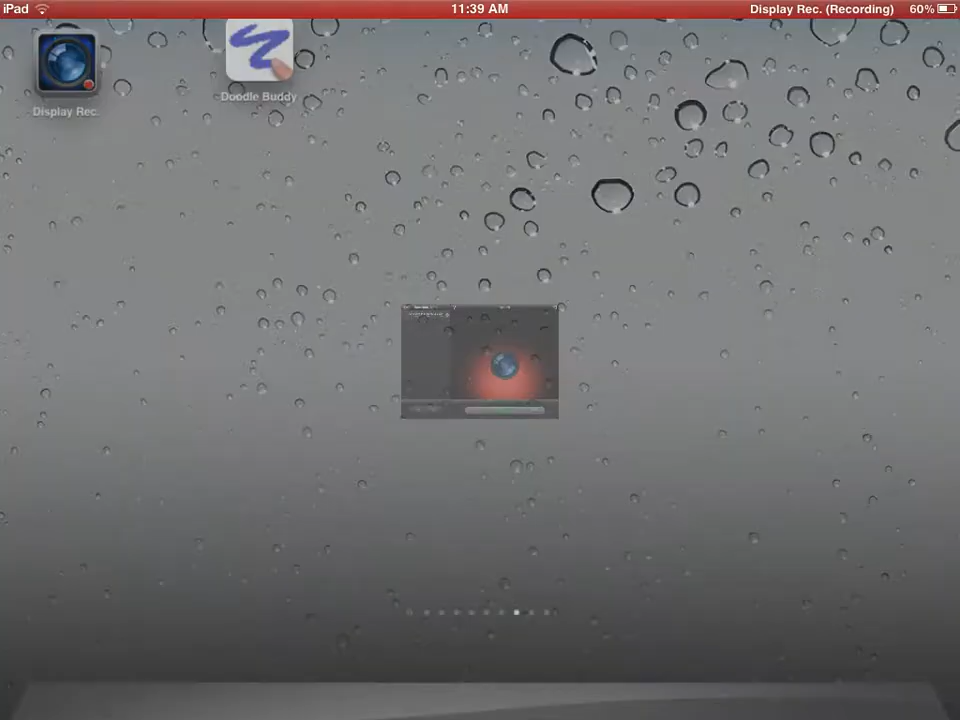 iPad 11:39 AM Display Rec. (Recording) 60%
Display Rec.
Doodle Buddy